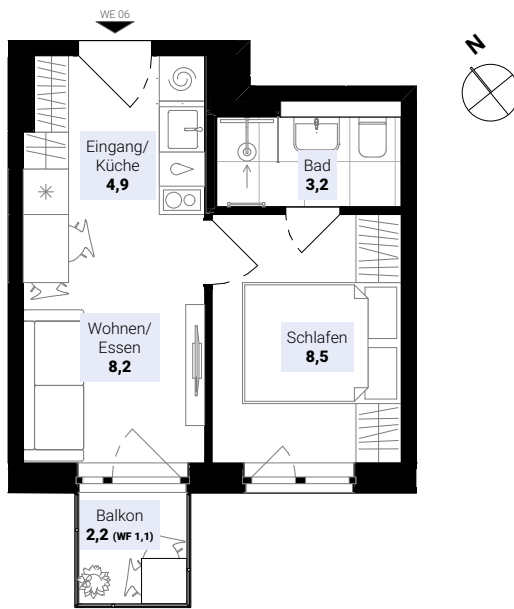 WE 06
N
Eingang/
Küche
4,9
Bad
3,2
Wohnen/
Essen
8,2
Schlafen
8,5
Balkon
2,2 (WF 1,1)